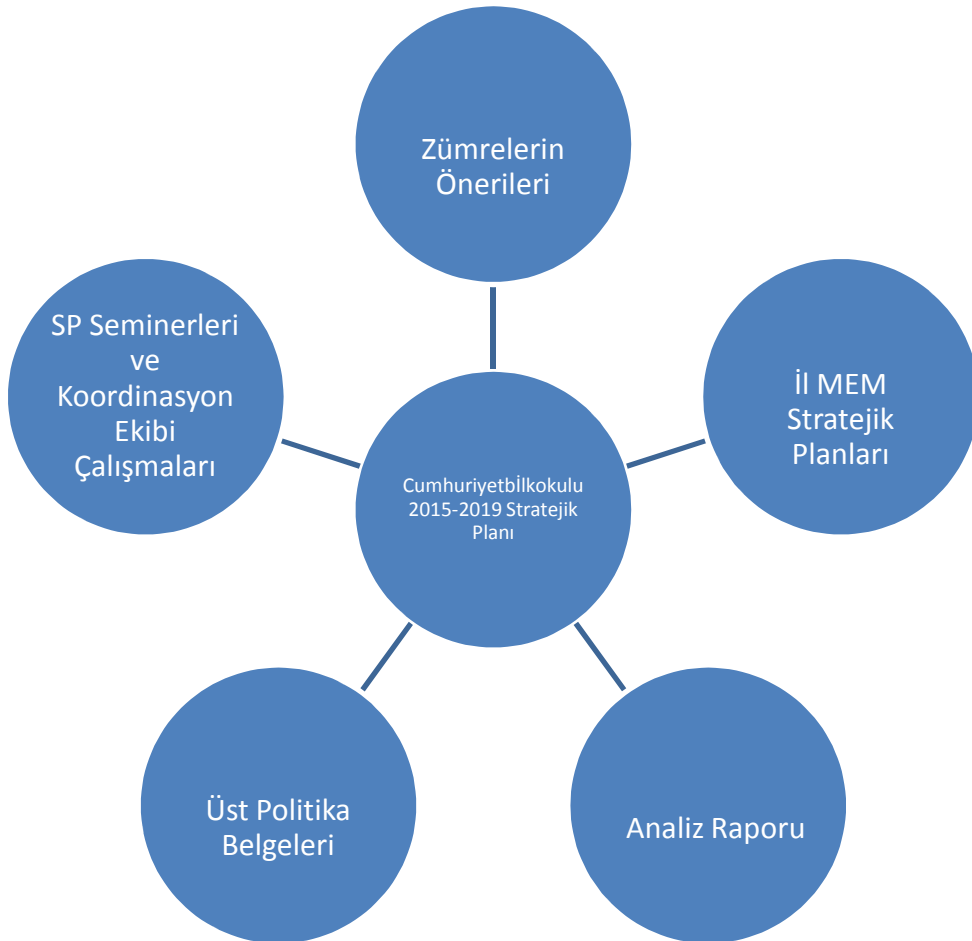 Zümrelerin
Önerileri
SP Seminerleri
ve
Koordinasyon
Ekibi
Çalışmaları
İl MEM
Stratejik
Planları
Cumhuriyetbİlkokulu
2015-2019 Stratejik
Planı
Üst Politika
Belgeleri
Analiz Raporu